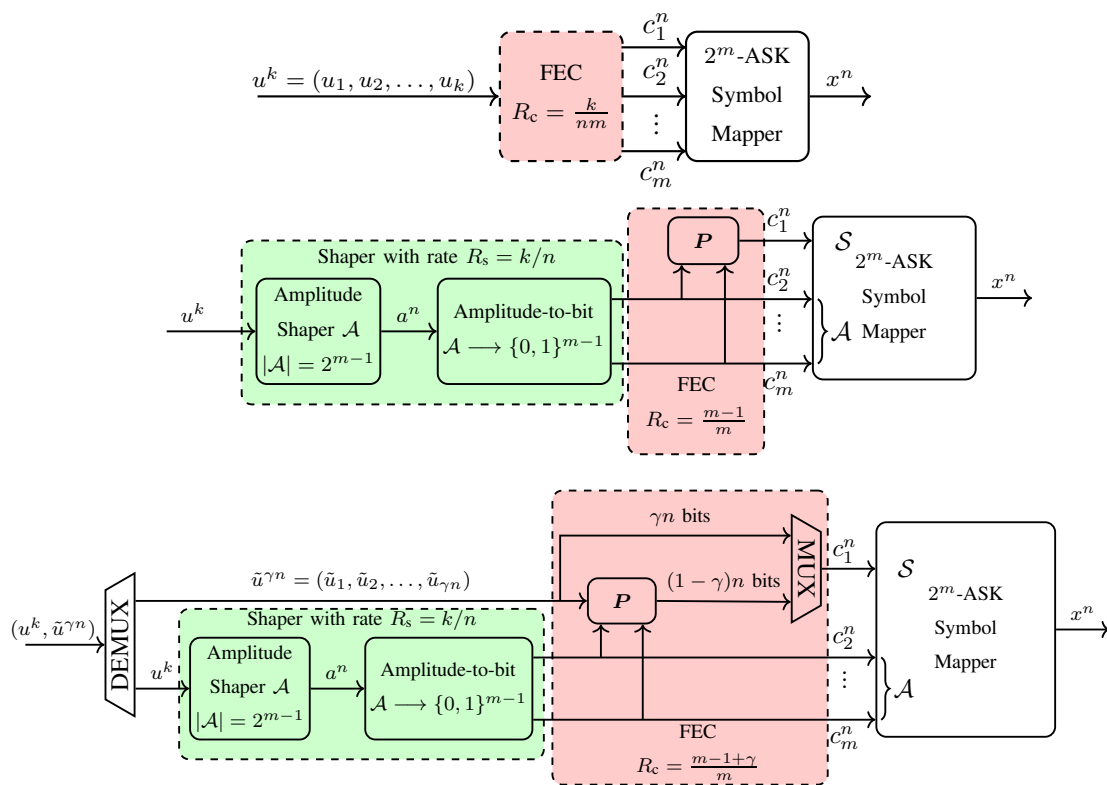 u^k = (u_1, u_2, …, u_k)
FEC
R_c = k/nm
c_1^n
c_2^n
⋮
c_m^n
2^m-ASK
Symbol
Mapper
x^n
u^k
Shaper with rate R_s = k/n
Amplitude
Shaper 𝒜
|𝒜| = 2^{m−1}
a^n
Amplitude-to-bit
𝒜 ⟶ {0, 1}^{m−1}
P
FEC
R_c = (m−1)/m
c_1^n
c_2^n
⋮
c_m^n
𝒮
𝒜
2^m-ASK
Symbol
Mapper
x^n
(u^k, ũ^{γn})
DEMUX
ũ^{γn} = (ũ_1, ũ_2, …, ũ_{γn})
u^k
Shaper with rate R_s = k/n
Amplitude
Shaper 𝒜
|𝒜| = 2^{m−1}
a^n
Amplitude-to-bit
𝒜 ⟶ {0, 1}^{m−1}
γn bits
P
(1 − γ)n bits
MUX
FEC
R_c = (m−1+γ)/m
c_1^n
c_2^n
⋮
c_m^n
𝒮
𝒜
2^m-ASK
Symbol
Mapper
x^n